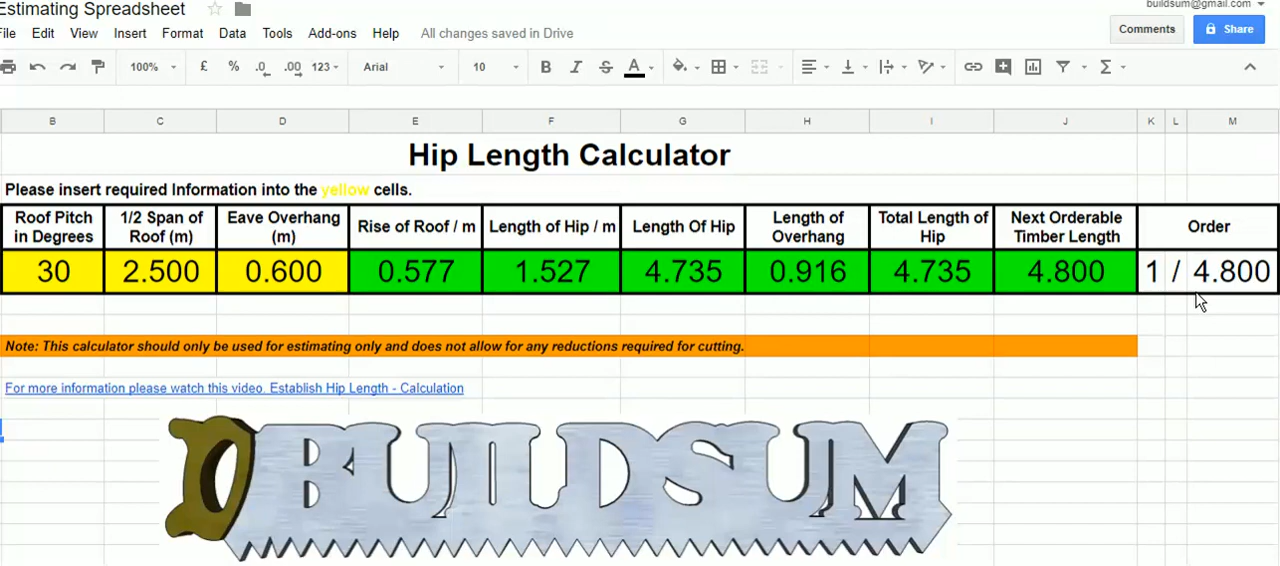 Estimating Spreadsheet
buildsum@gmail.com
File Edit View Insert Format Data Tools Add-ons Help All changes saved in Drive
Comments Share
100% £ % .0 .00 123 Arial 10 B I S A
B C D E F G H I J K L M
Hip Length Calculator
Please insert required Information into the yellow cells.
Roof Pitch in Degrees 1/2 Span of Roof (m) Eave Overhang (m) Rise of Roof / m Length of Hip / m Length Of Hip Length of Overhang Total Length of Hip Next Orderable Timber Length Order
30 2.500 0.600 0.577 1.527 4.735 0.916 4.735 4.800 1 / 4.800
Note: This calculator should only be used for estimating only and does not allow for any reductions required for cutting.
For more information please watch this video. Establish Hip Length - Calculation
BUILDSUM